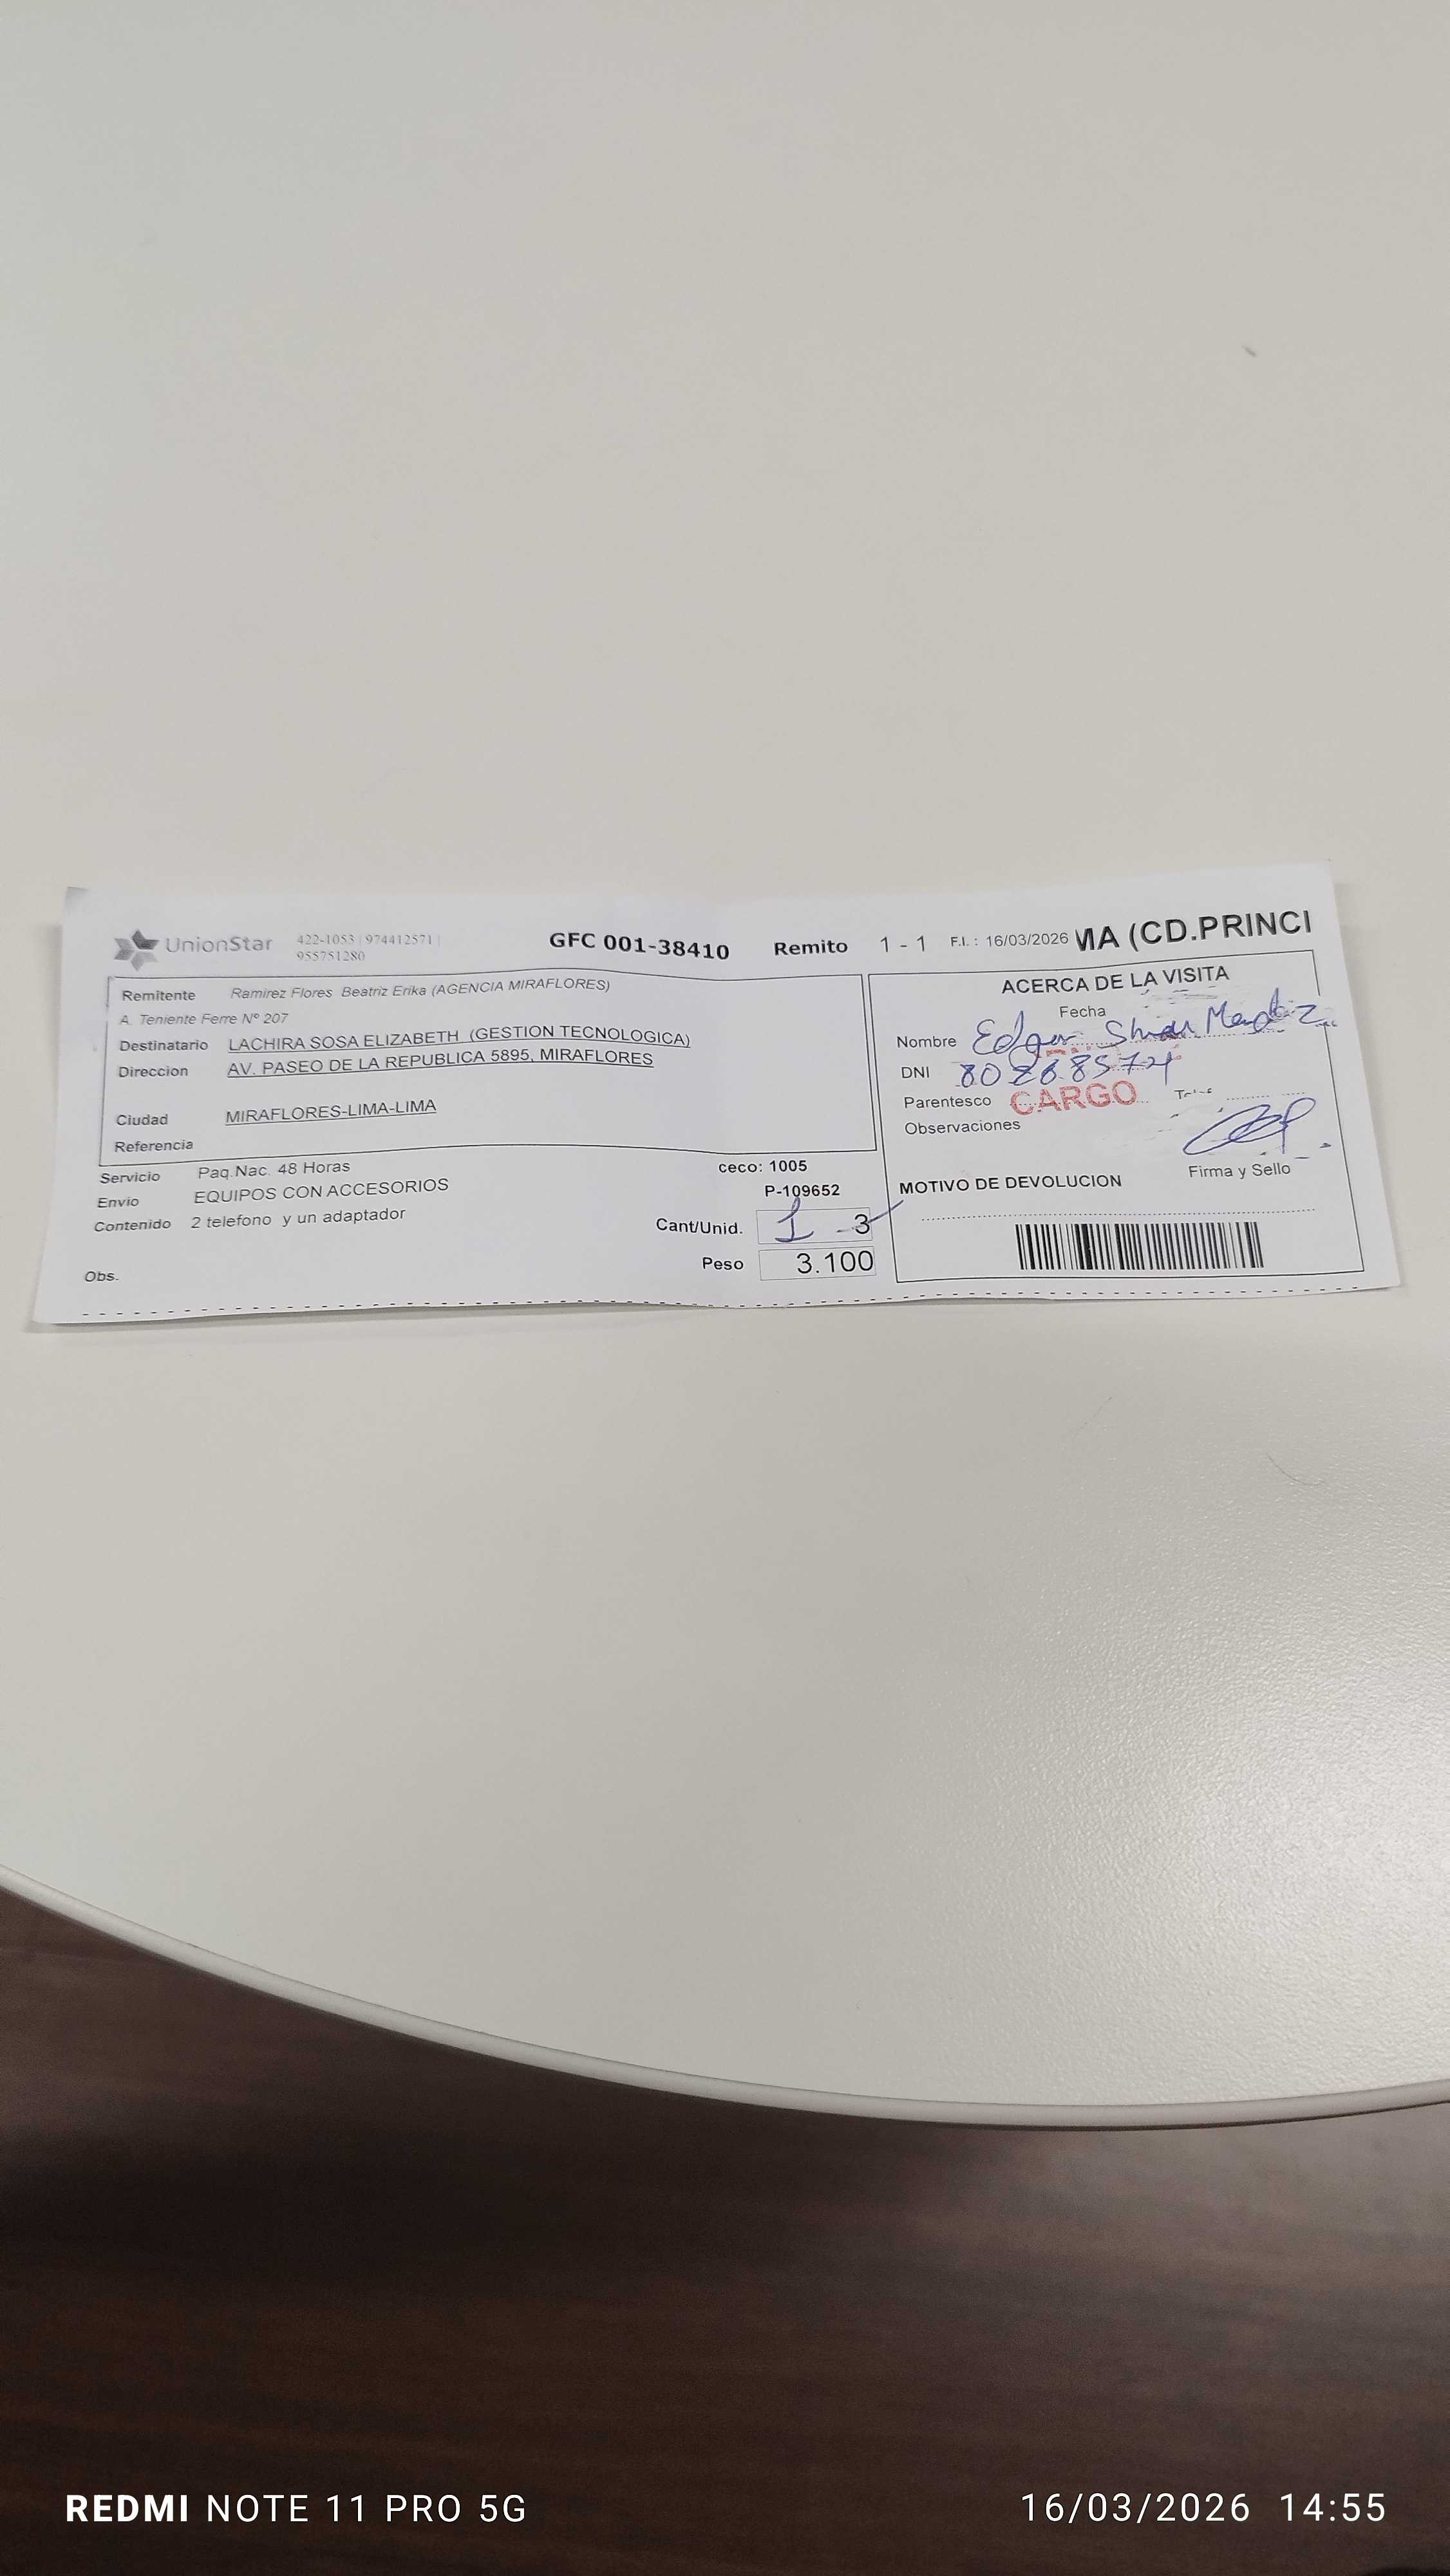 UnionStar 422-1053 | 974412571 | GFC 001-38410 Remito 1 - 1 F.I. : 16/03/2026 MA (CD.PRINCI
955751280
Remitente Ramirez Flores Beatriz Erika (AGENCIA MIRAFLORES)
A. Teniente Ferre Nº 207
Destinatario LACHIRA SOSA ELIZABETH (GESTION TECNOLOGICA)
Direccion AV. PASEO DE LA REPUBLICA 5895, MIRAFLORES
Ciudad MIRAFLORES-LIMA-LIMA
Referencia
Servicio Paq.Nac. 48 Horas
Envio EQUIPOS CON ACCESORIOS
Contenido 2 telefono y un adaptador
Obs.
ceco: 1005
P-109652
Cant/Unid. 1 3
Peso 3.100
ACERCA DE LA VISITA
Fecha
Nombre Edgar
DNI
Parentesco CARGO
Observaciones
Firma y Sello
MOTIVO DE DEVOLUCION
REDMI NOTE 11 PRO 5G
16/03/2026 14:55